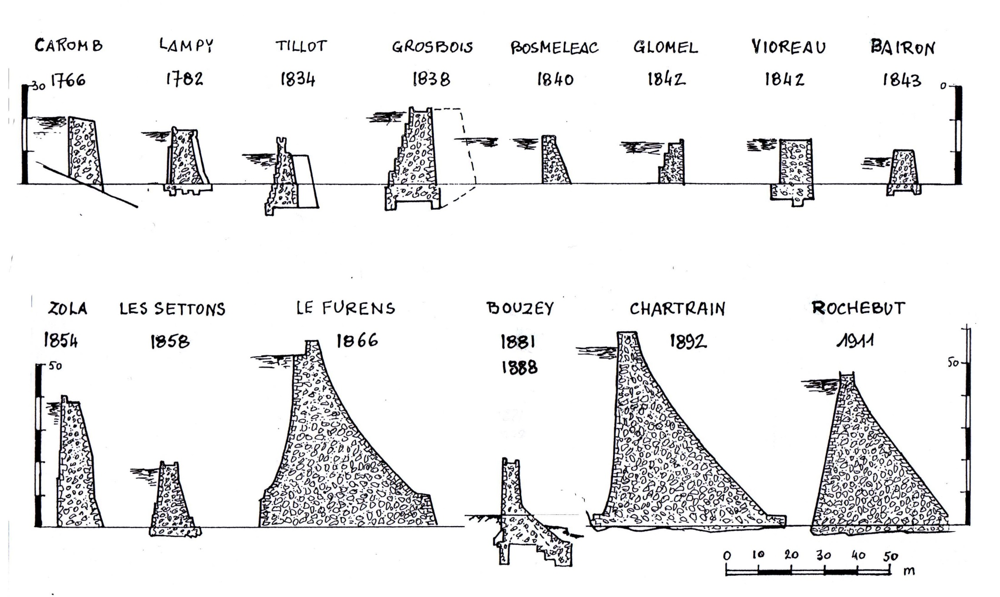 CAROMB LAMPY TILLOT GROSBOIS BOSMELEAC GLOMEL VIOREAU BAIRON
30 1766 1782 1834 1838 1840 1842 1842 1843 0
ZOLA LES SETTONS LE FURENS BOUZEY CHARTRAIN ROCHEBUT
1854 1858 1866 1881 1892 1911
50 1888 50
0 10 20 30 40 50
m